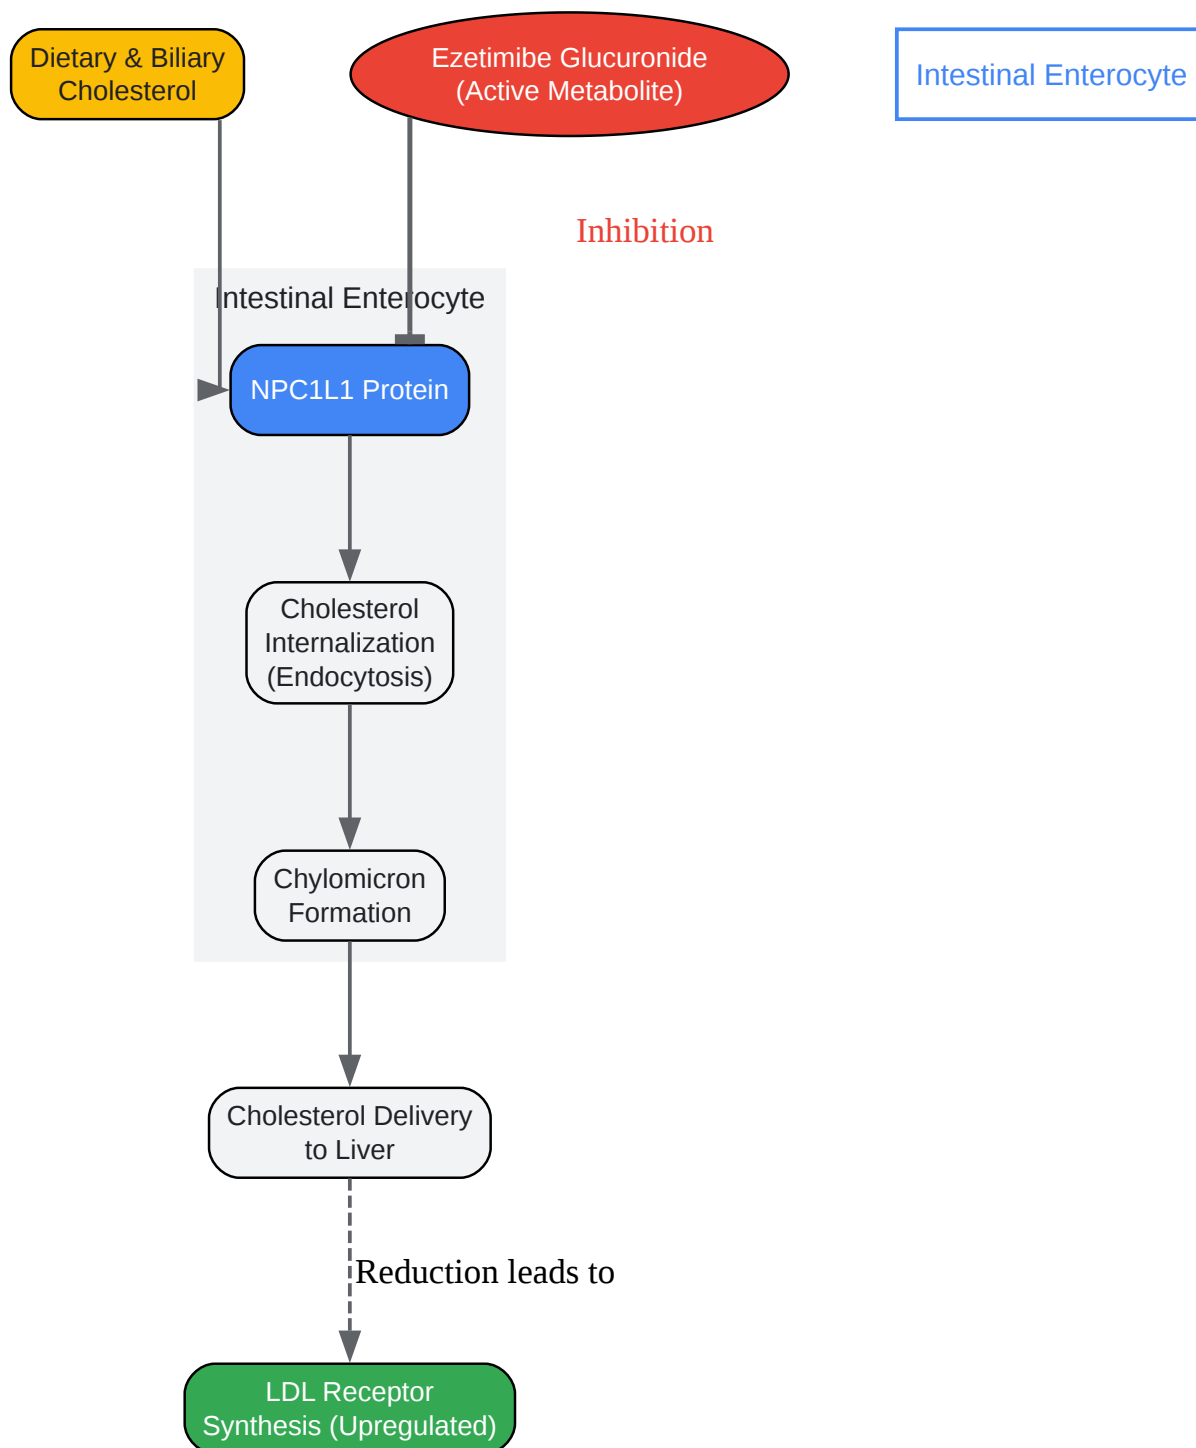 Dietary & Biliary
Cholesterol
Ezetimibe Glucuronide
(Active Metabolite)
Intestinal Enterocyte
Inhibition
Intestinal Enterocyte
NPC1L1 Protein
Cholesterol
Internalization
(Endocytosis)
Chylomicron
Formation
Cholesterol Delivery
to Liver
Reduction leads to
LDL Receptor
Synthesis (Upregulated)